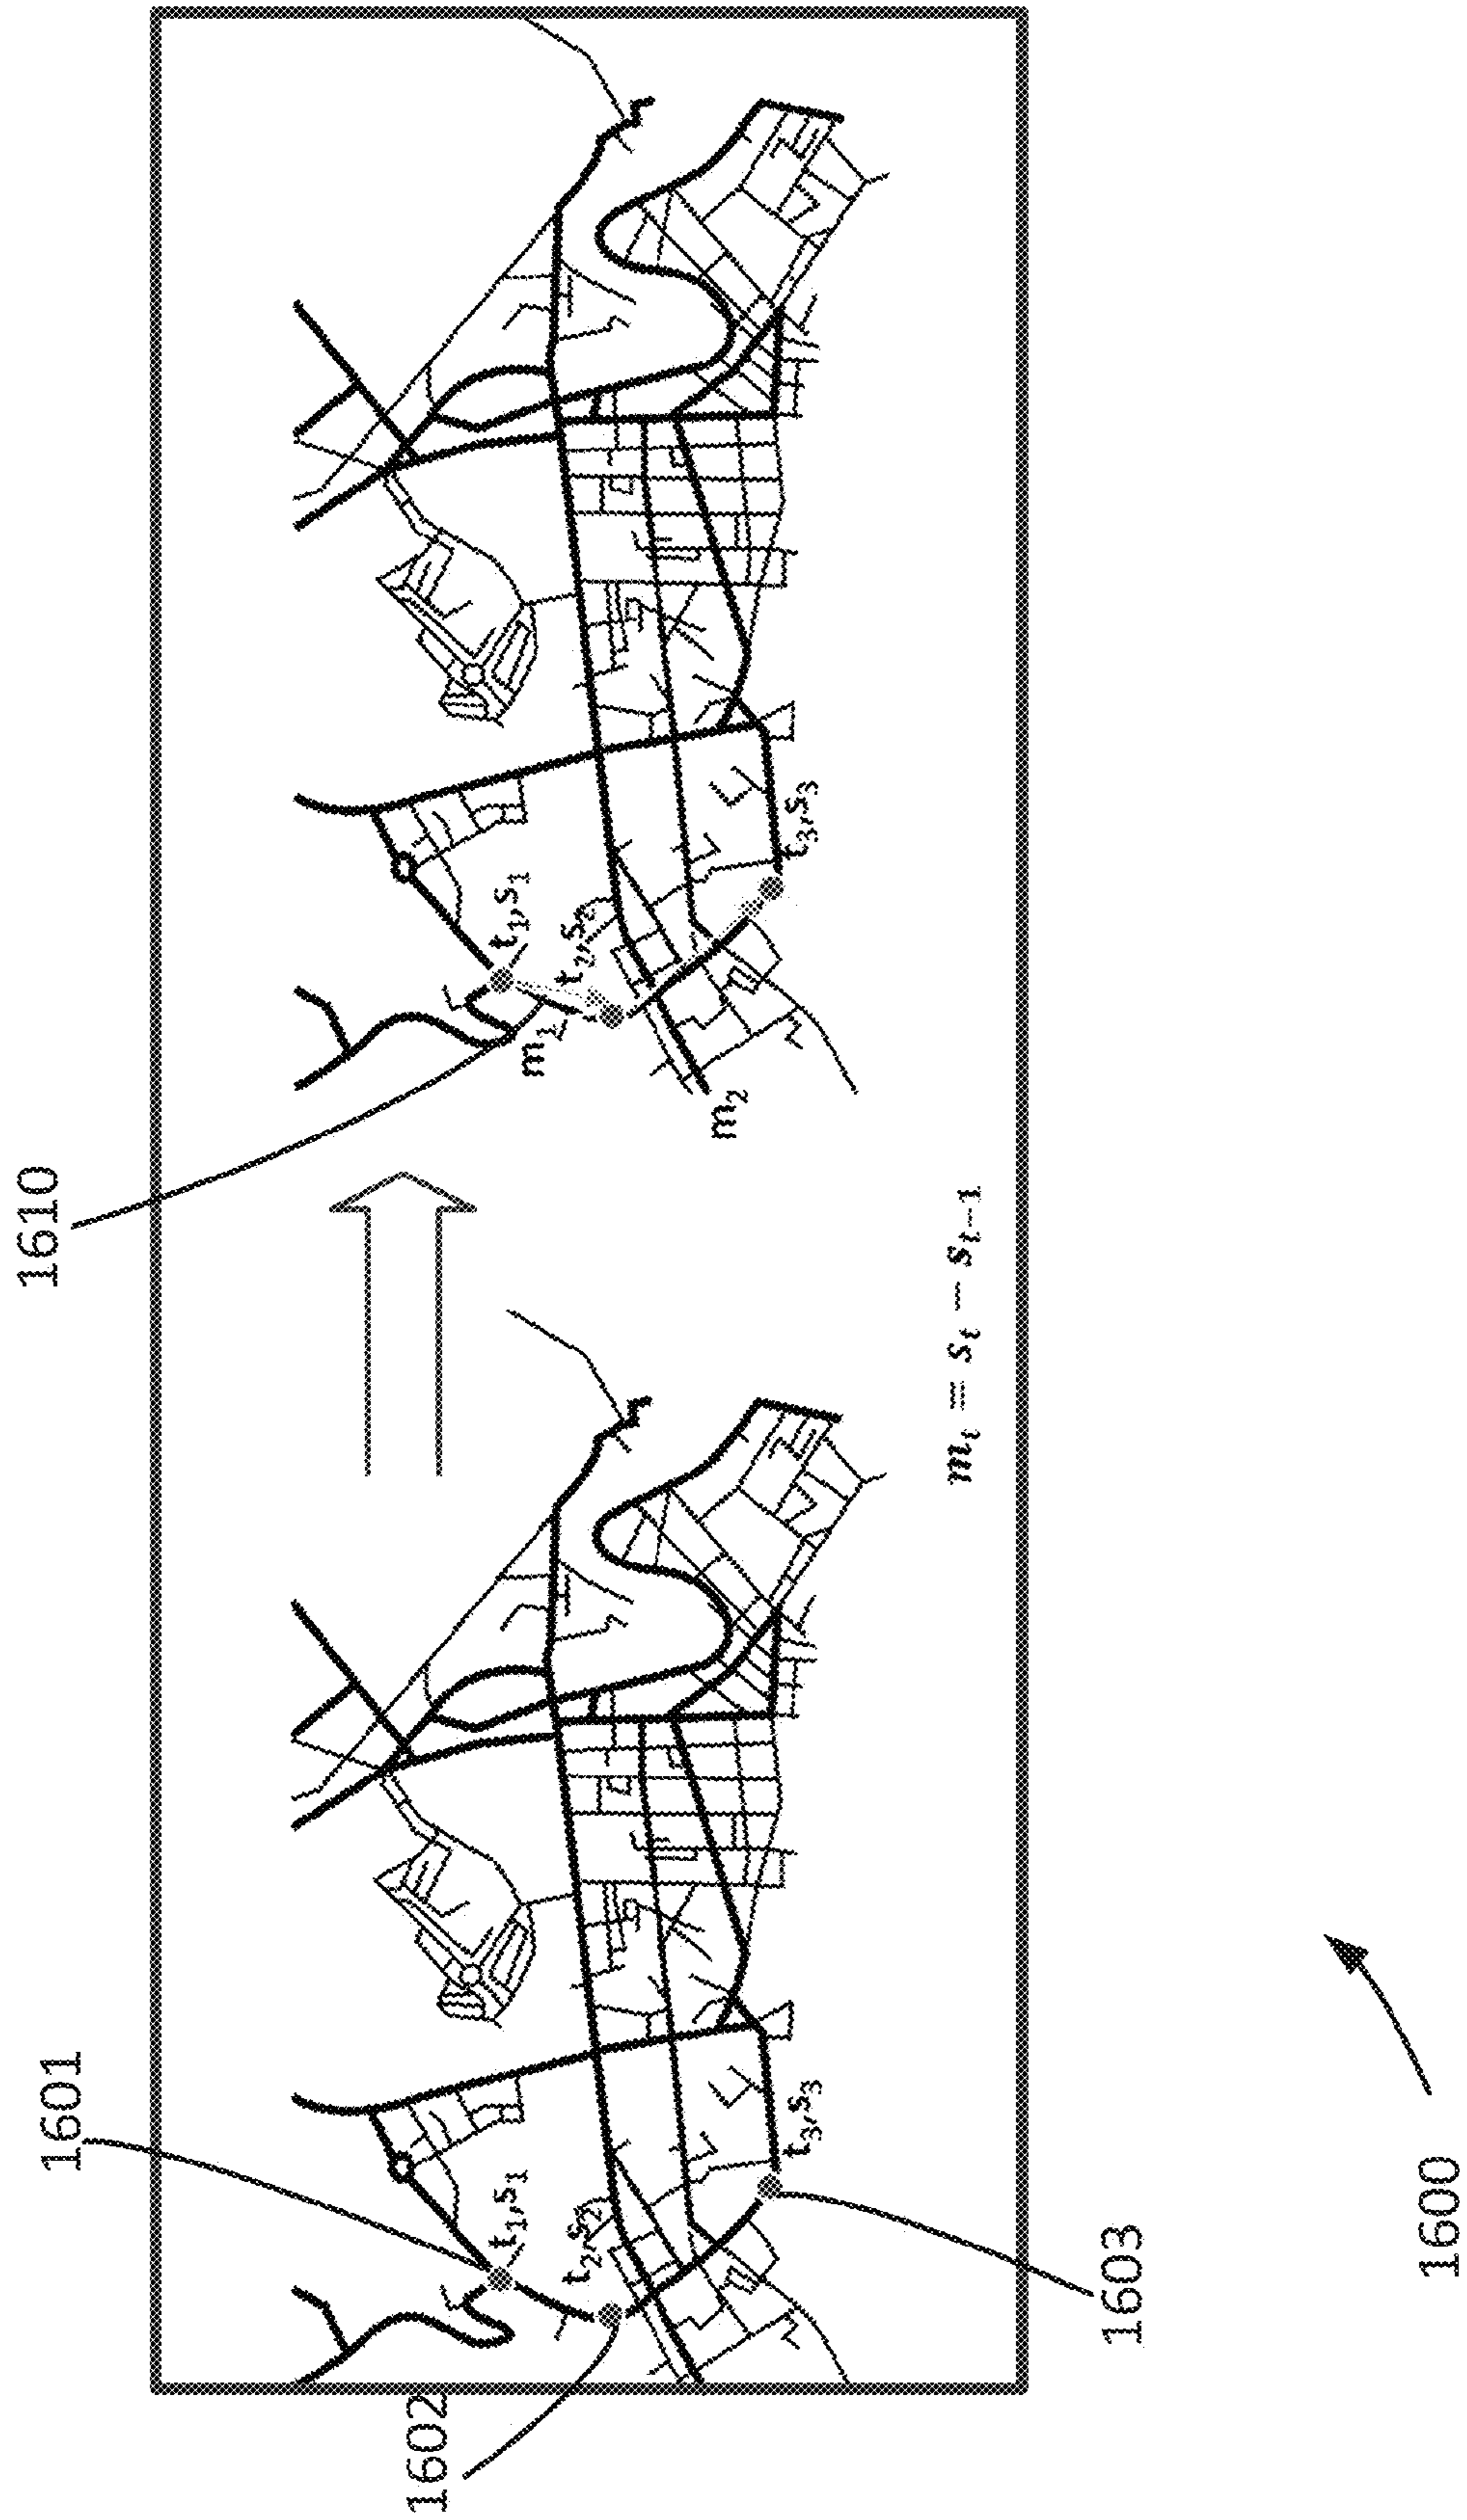 1610
1601
1602
t₁,s₁
t₂,s₂
t₃,s₃
t₁,s₁
m₁
t₂,s₂
m₂
t₃,s₃
mₜ = sₜ − sₜ₋₁
1603
1600